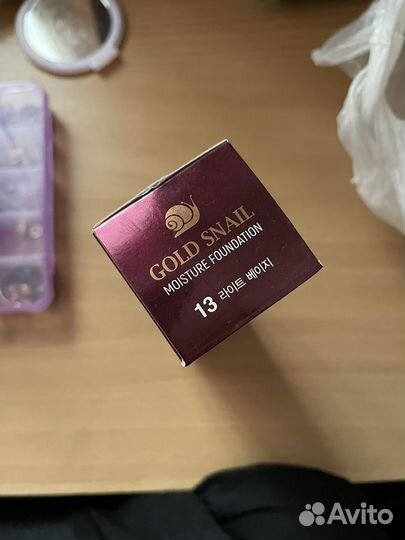 GOLD SNAIL
MOISTURE FOUNDATION
13 라이트 베이지
Avito